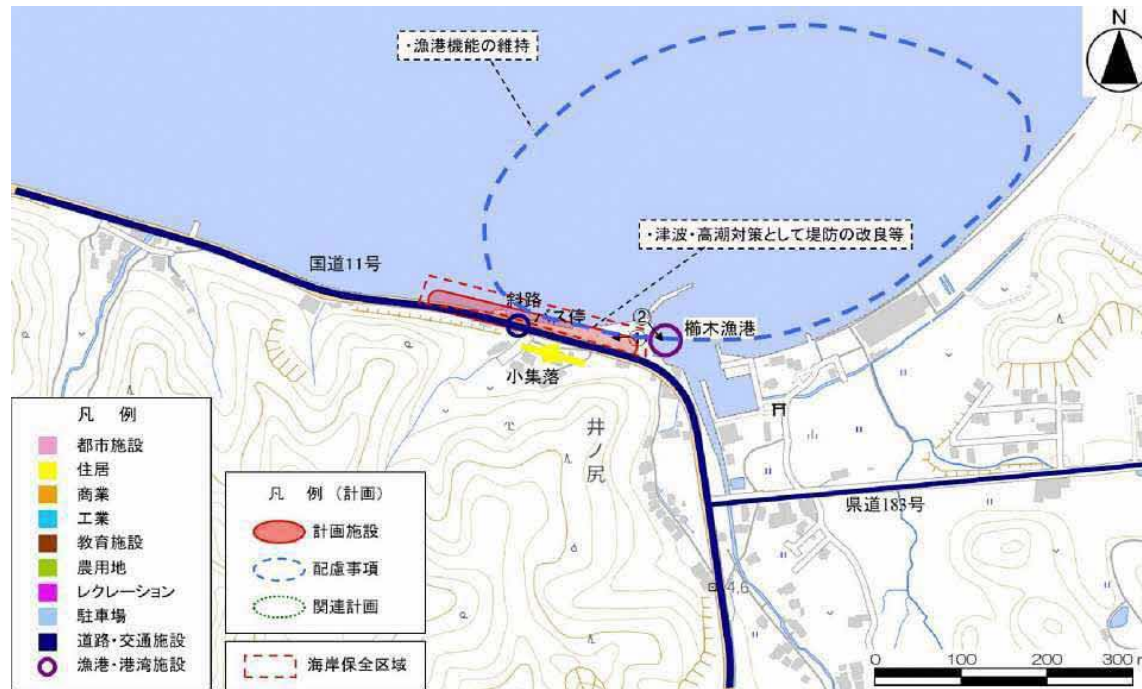 ・漁港機能の維持
N
・津波・高潮対策として堤防の改良等
国道11号
斜路
バス停
②
櫛木漁港
小集落
井ノ尻
県道183号
4.6
凡 例
都市施設
住居
商業
工業
教育施設
農用地
レクレーション
駐車場
道路・交通施設
漁港・港湾施設
凡 例 (計画)
計画施設
配慮事項
関連計画
海岸保全区域
0 100 200 300 m